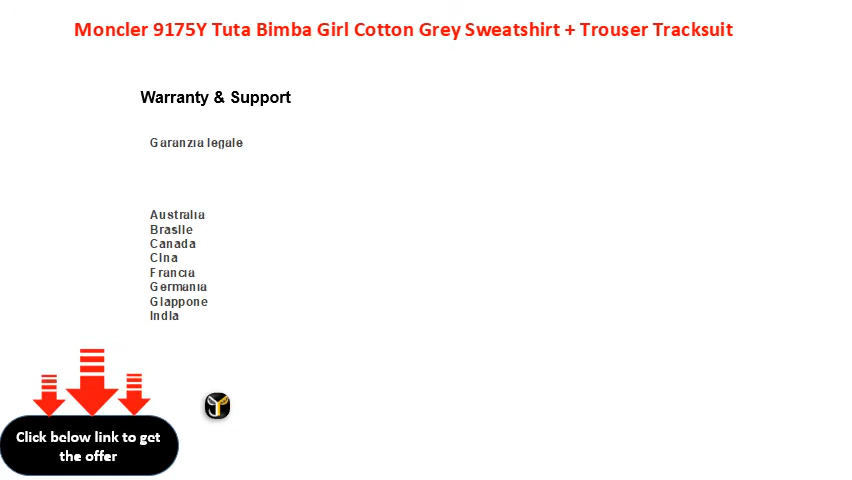 Moncler 9175Y Tuta Bimba Girl Cotton Grey Sweatshirt + Trouser Tracksuit
Warranty & Support
Garanzia legale
Australia
Brasile
Canada
Cina
Francia
Germania
Giappone
India
Click below link to get
the offer